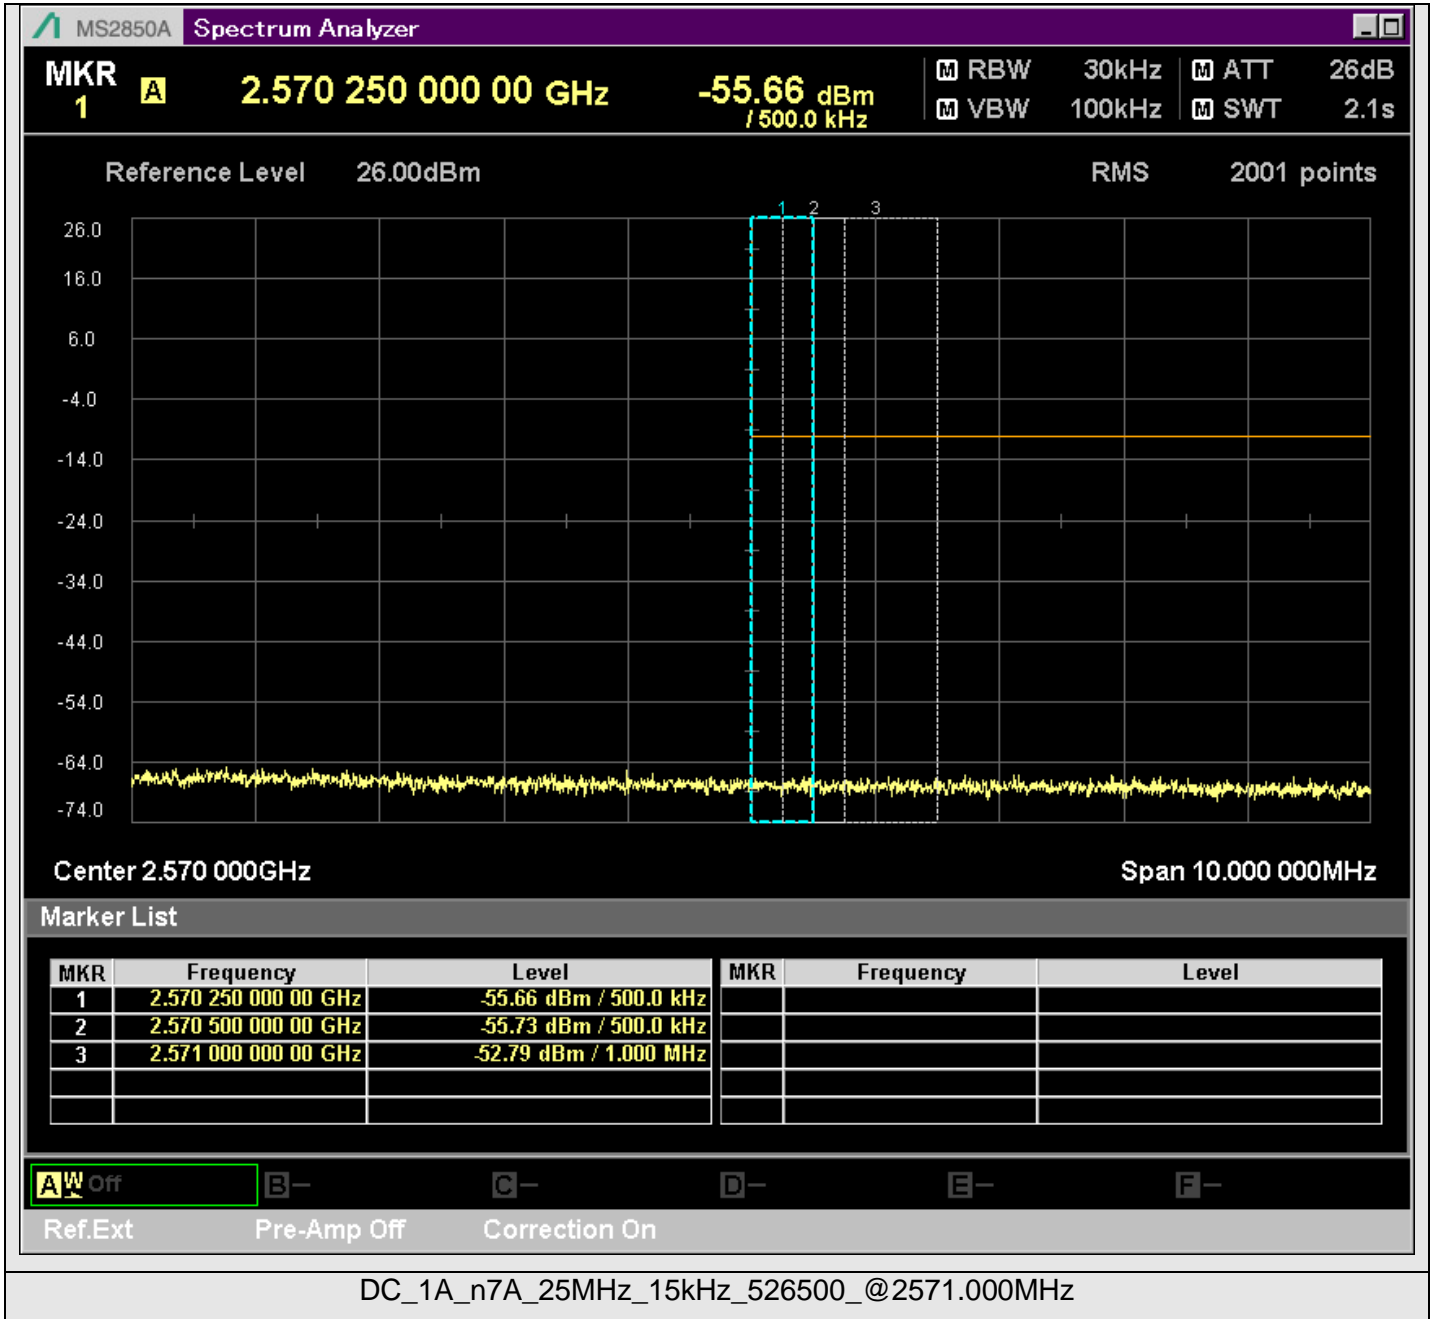 MS2850A Spectrum Analyzer
MKR 1 A 2.570 250 000 00 GHz -55.66 dBm / 500.0 kHz
M RBW 30kHz M ATT 26dB
M VBW 100kHz M SWT 2.1s
Reference Level 26.00dBm RMS 2001 points
1 2 3
26.0
16.0
6.0
-4.0
-14.0
-24.0
-34.0
-44.0
-54.0
-64.0
-74.0
Center 2.570 000GHz Span 10.000 000MHz
Marker List
MKR Frequency Level MKR Frequency Level
1 2.570 250 000 00 GHz -55.66 dBm / 500.0 kHz
2 2.570 500 000 00 GHz -55.73 dBm / 500.0 kHz
3 2.571 000 000 00 GHz -52.79 dBm / 1.000 MHz
A W Off B — C — D — E — F —
Ref.Ext Pre-Amp Off Correction On
DC_1A_n7A_25MHz_15kHz_526500_@2571.000MHz